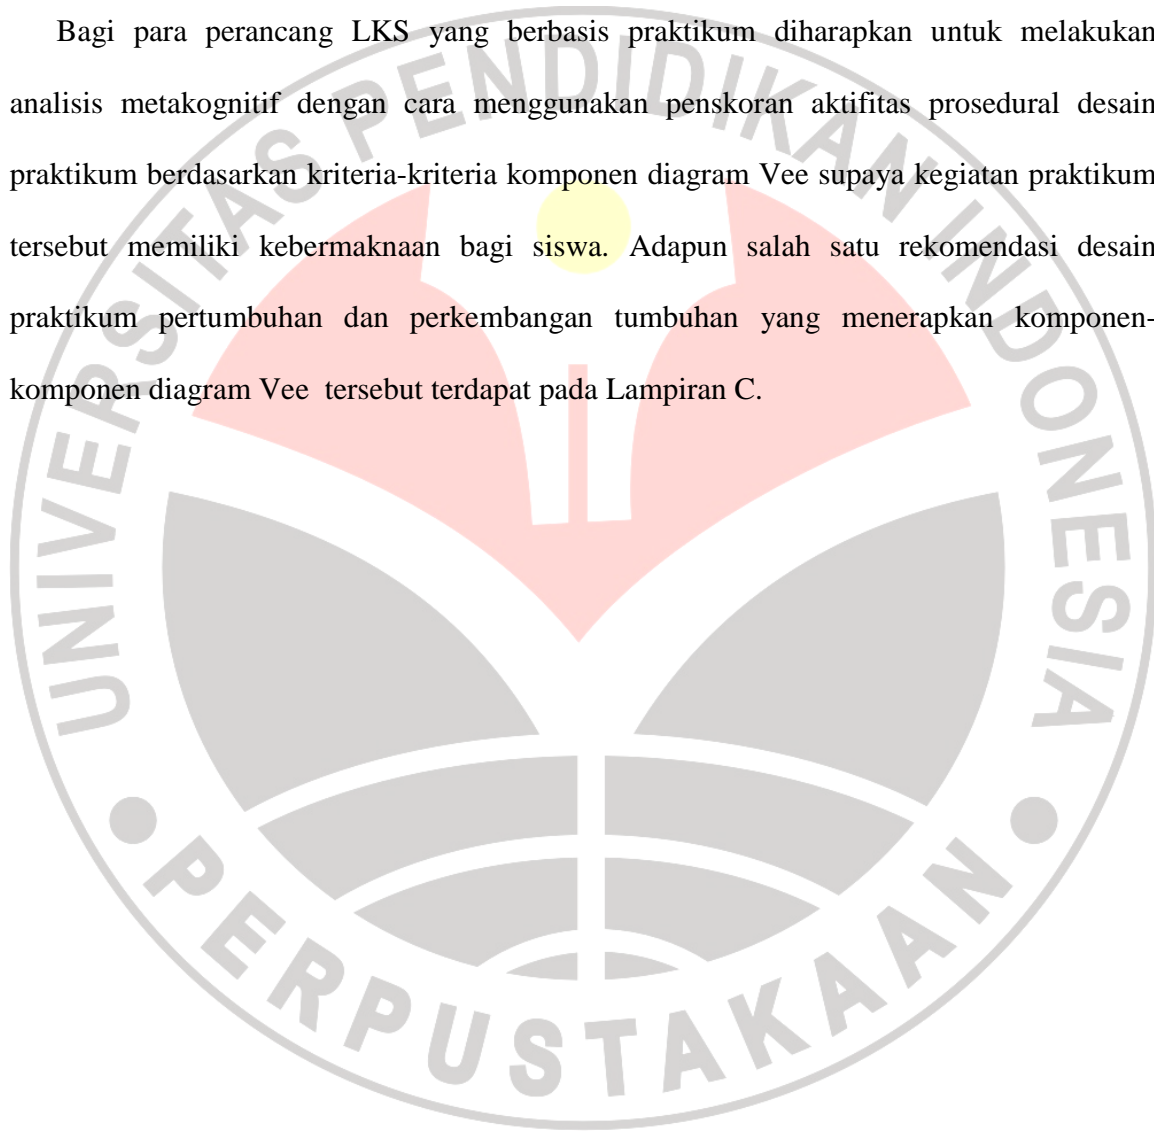 Bagi para perancang LKS yang berbasis praktikum diharapkan untuk melakukan
analisis metakognitif dengan cara menggunakan penskoran aktifitas prosedural desain
praktikum berdasarkan kriteria-kriteria komponen diagram Vee supaya kegiatan praktikum
tersebut memiliki kebermaknaan bagi siswa. Adapun salah satu rekomendasi desain
praktikum pertumbuhan dan perkembangan tumbuhan yang menerapkan komponen-
komponen diagram Vee tersebut terdapat pada Lampiran C.
UNIVERSITAS PENDIDIKAN INDONESIA
PERPUSTAKAAN